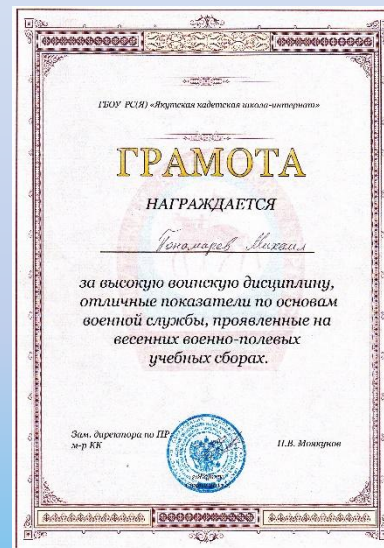 ГБОУ РС(Я) «Якутская кадетская школа-интернат»
ГРАМОТА
НАГРАЖДАЕТСЯ
Пономарев Михаил
за высокую воинскую дисциплину,
отличные показатели по основам
военной службы, проявленные на
весенних военно-полевых
учебных сборах.
Зам. директора по ПР
м-р КК
П.В. Моякунов